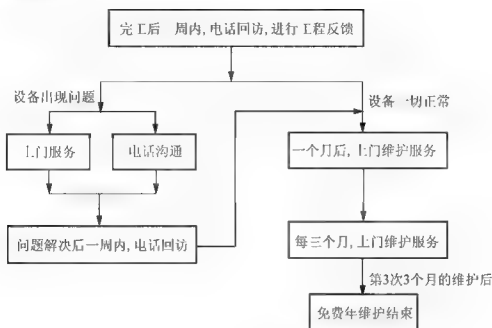 完工后一周内,电话回访,进行工程反馈
设备出现问题
设备一切正常
上门服务
电话沟通
一个月后,上门维护服务
问题解决后一周内,电话回访
每三个月,上门维护服务
第3次3个月的维护后
免费年维护结束